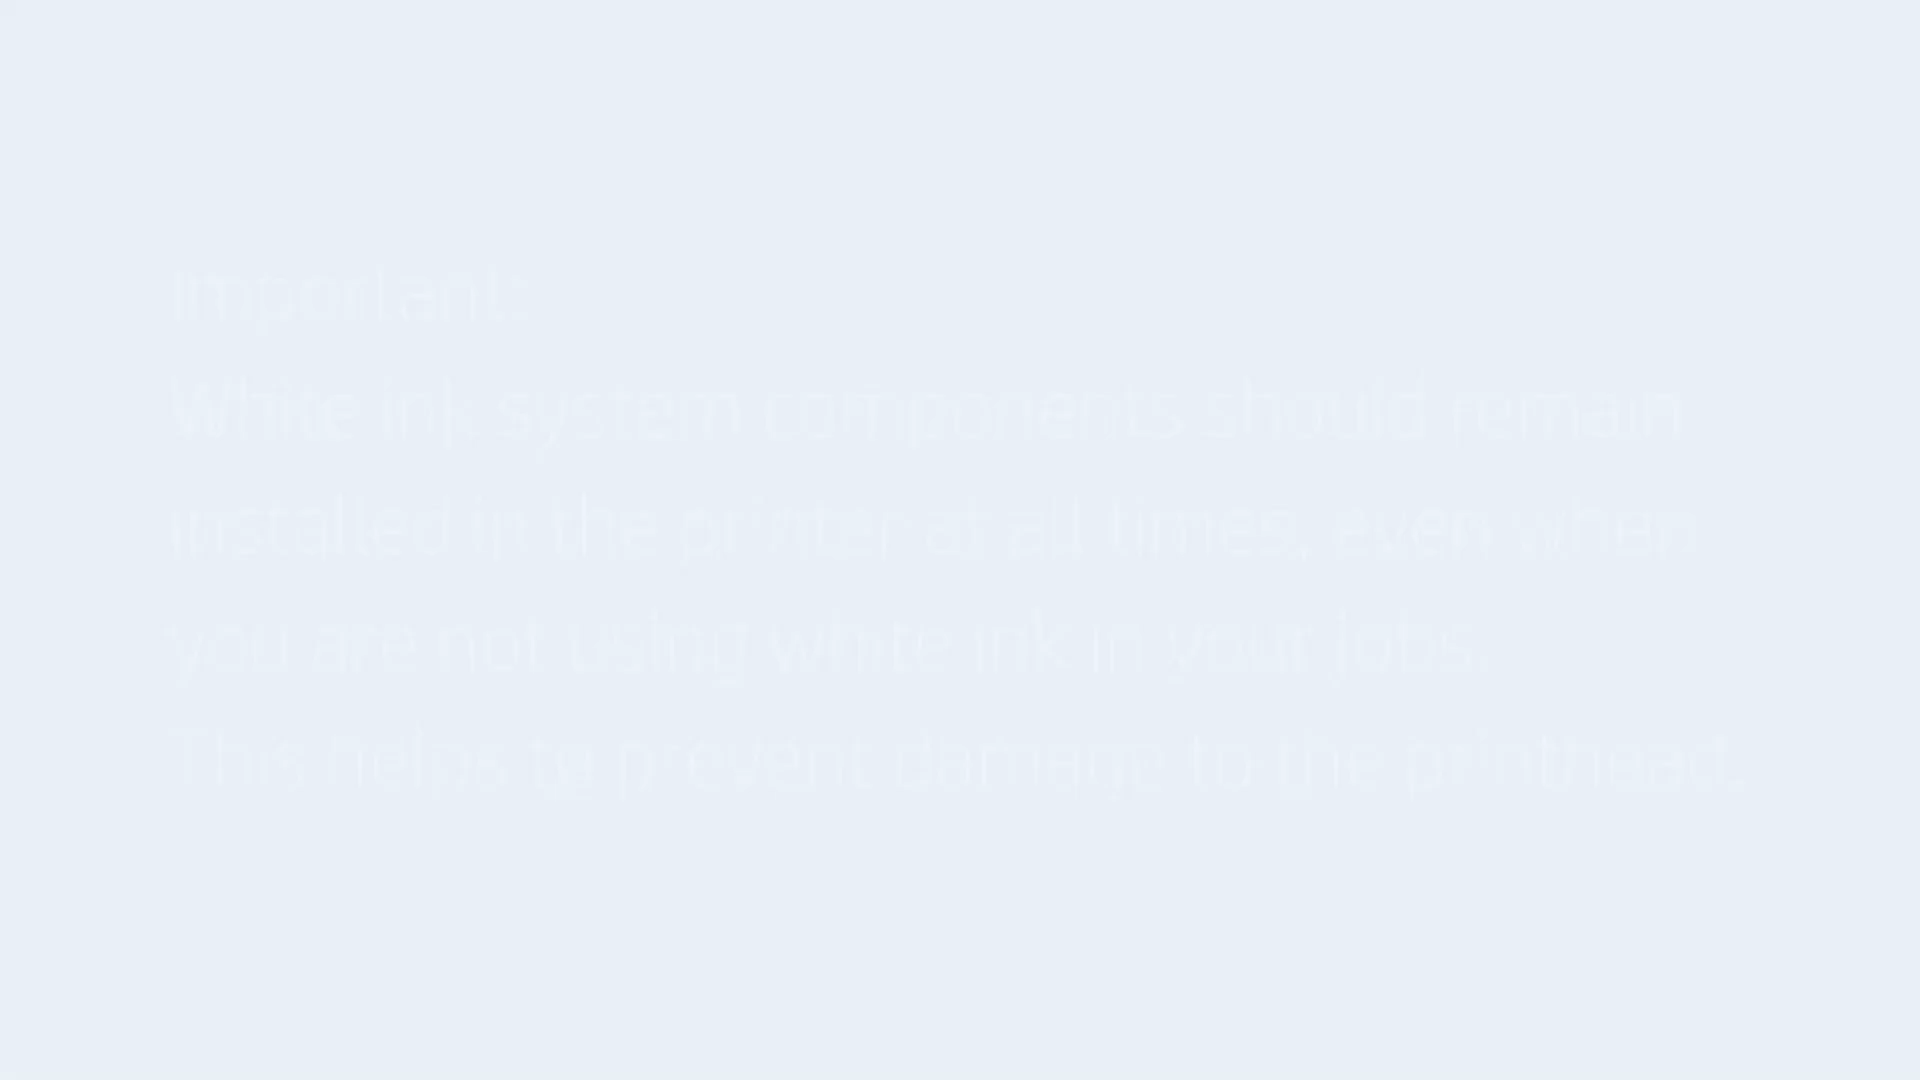 Important:
White ink system components should remain
installed in the printer at all times, even when
you are not using white ink in your jobs.
This helps to prevent damage to the printhead.